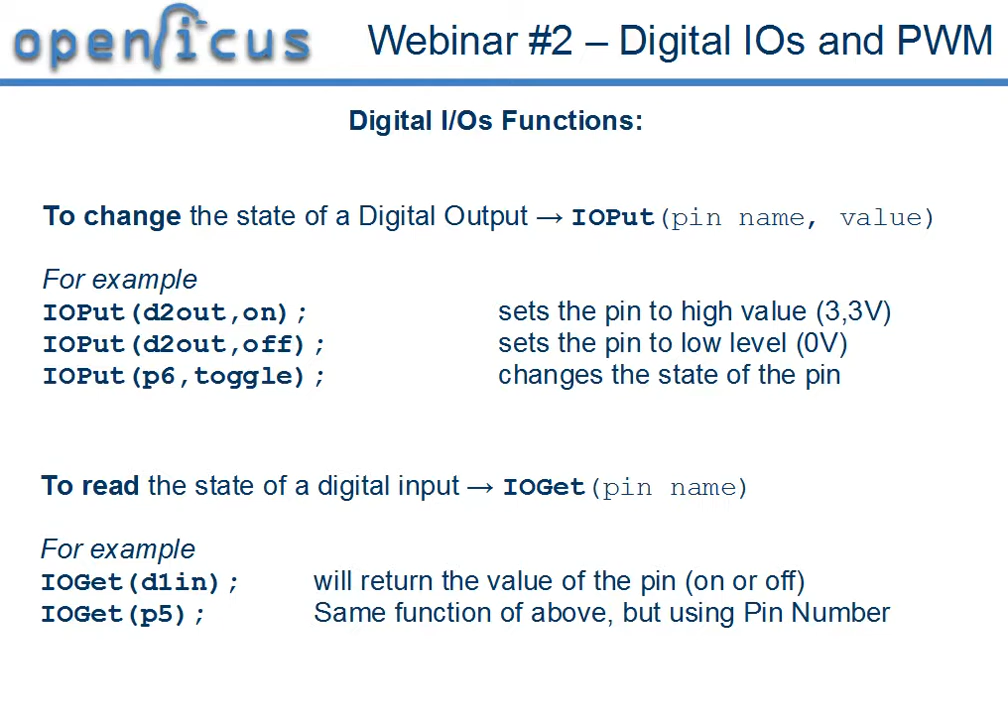 openicus
Webinar #2 – Digital IOs and PWM
Digital I/Os Functions:
To change the state of a Digital Output → IOPut(pin name, value)
For example
IOPut(d2out,on); sets the pin to high value (3,3V)
IOPut(d2out,off); sets the pin to low level (0V)
IOPut(p6,toggle); changes the state of the pin
To read the state of a digital input → IOGet(pin name)
For example
IOGet(d1in); will return the value of the pin (on or off)
IOGet(p5); Same function of above, but using Pin Number